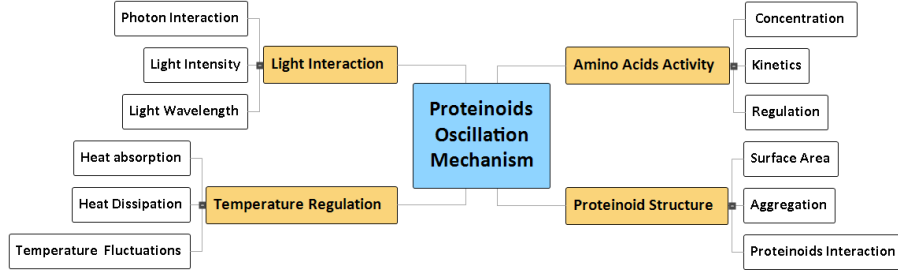 Photon Interaction
Light Intensity
Light Wavelength
Light Interaction
Heat absorption
Heat Dissipation
Temperature Fluctuations
Temperature Regulation
Proteinoids
Oscillation
Mechanism
Amino Acids Activity
Concentration
Kinetics
Regulation
Proteinoid Structure
Surface Area
Aggregation
Proteinoids Interaction